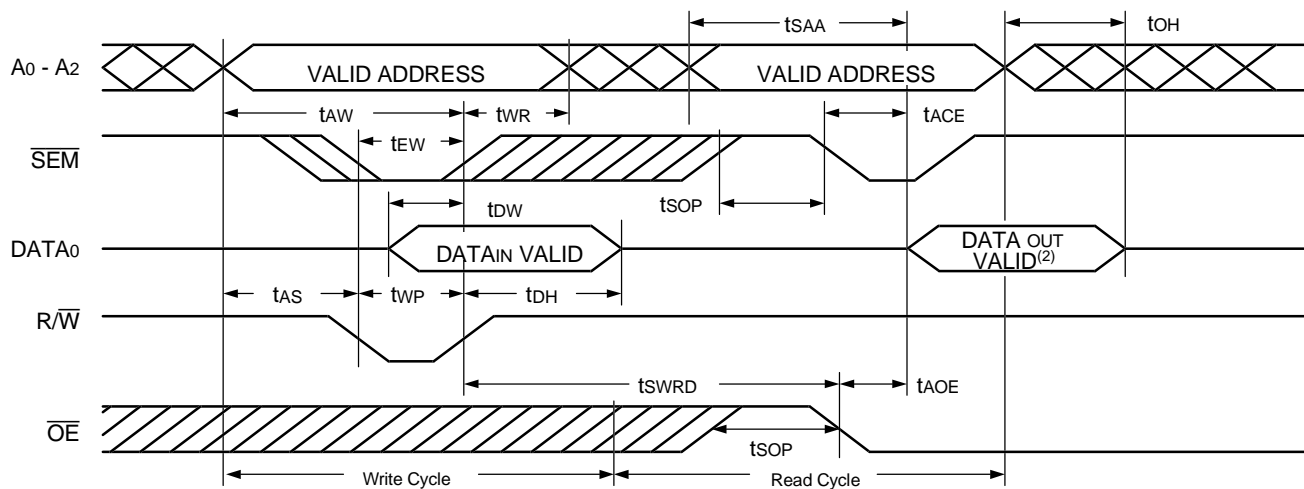 tSAA
tOH
A0 - A2
VALID ADDRESS
VALID ADDRESS
tAW
tWR
tACE
tEW
SEM
tSOP
tDW
DATA0
DATAIN VALID
DATA OUT
VALID(2)
tAS
tWP
tDH
R/W
tSWRD
tAOE
OE
tSOP
Write Cycle
Read Cycle